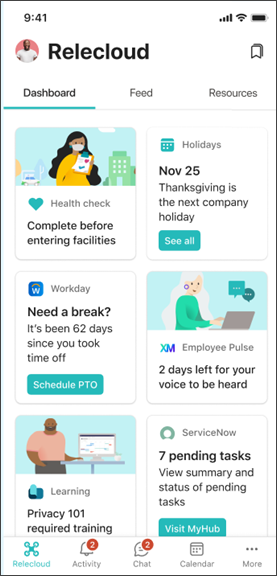 9:41
Relecloud
Dashboard
Feed
Resources
Health check
Complete before
entering facilities
Holidays
Nov 25
Thanksgiving is
the next company
holiday
See all
Workday
Need a break?
It's been 62 days
since you took
time off
Schedule PTO
XM
Employee Pulse
2 days left for your
voice to be heard
Learning
Privacy 101
required training
ServiceNow
7 pending tasks
View summary and
status of pending
tasks
Visit MyHub
Relecloud
2
Activity
2
Chat
Calendar
More